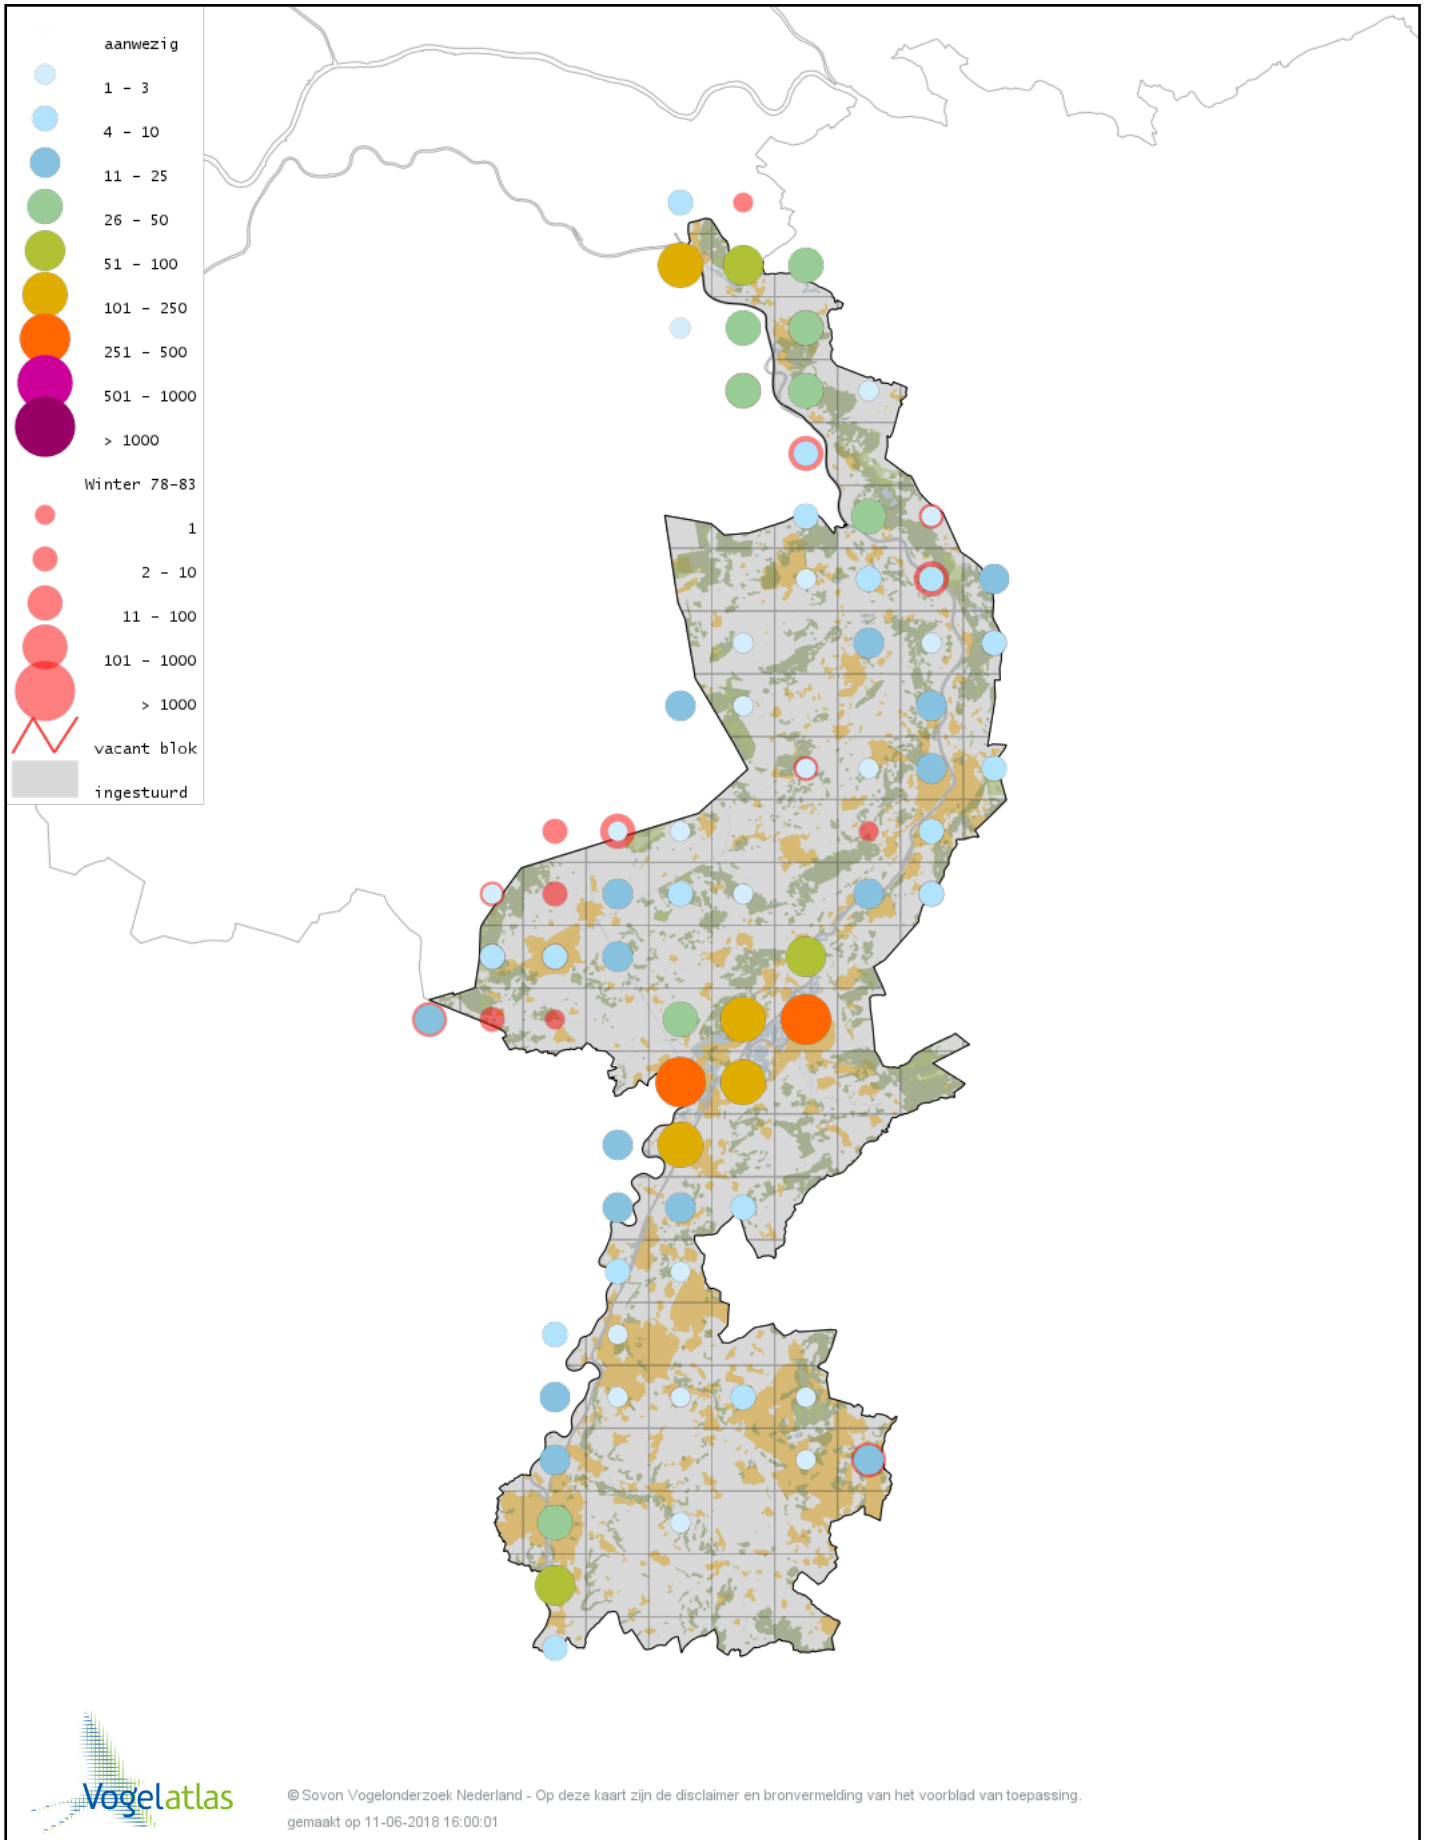 aanwezig
1 - 3
4 - 10
11 - 25
26 - 50
51 - 100
101 - 250
251 - 500
501 - 1000
> 1000
Winter 78-83
1
2 - 10
11 - 100
101 - 1000
> 1000
vacant blok
ingestuurd
Vogelatlas
© Sovon Vogelonderzoek Nederland - Op deze kaart zijn de disclaimer en bronvermelding van het voorblad van toepassing.
gemaakt op 11-06-2018 16:00:01